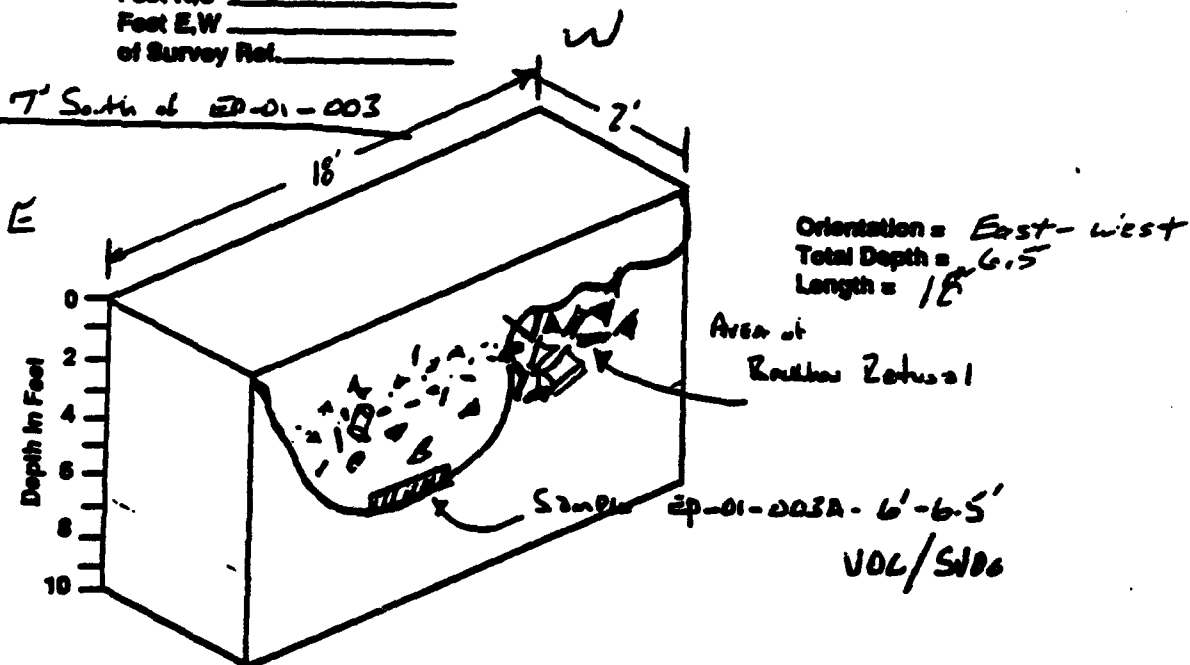 Feet E,W
of Survey Ref.
W
7' South of EP-01-003
2'
18'
E
Orientation = East-west
Total Depth = 6.5
Length = 18'
0
2
4
6
8
10
Depth in Feet
Area of
Refusal
A
B
Sample EP-01-003A-6'-6.5'
VOC/SVOC